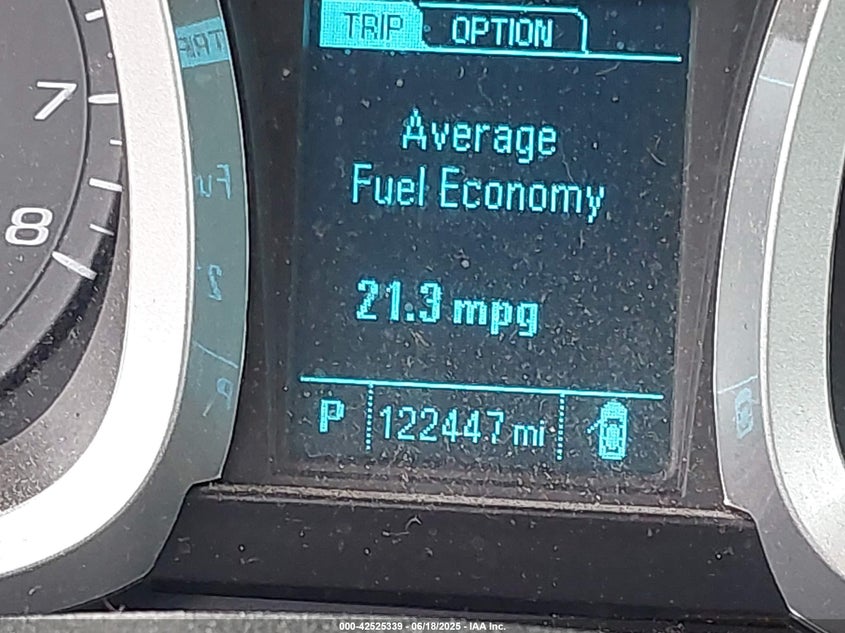 TRIP OPTION
7
Average
Fuel Economy
8
21.3 mpg
P 122447 mi
000-42525339 - 06/18/2025 - IAA Inc.